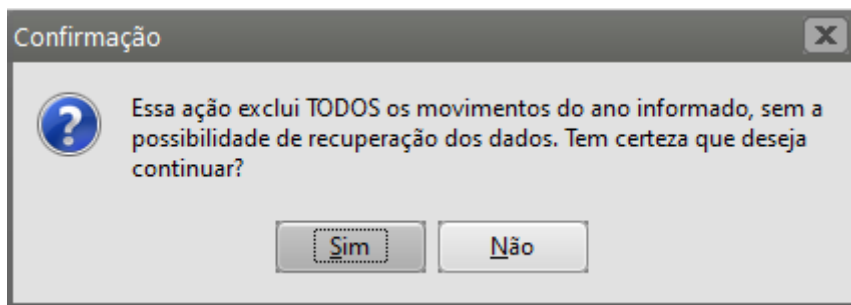 Confirmação
Essa ação exclui TODOS os movimentos do ano informado, sem a
possibilidade de recuperação dos dados. Tem certeza que deseja
continuar?
Sim
Não